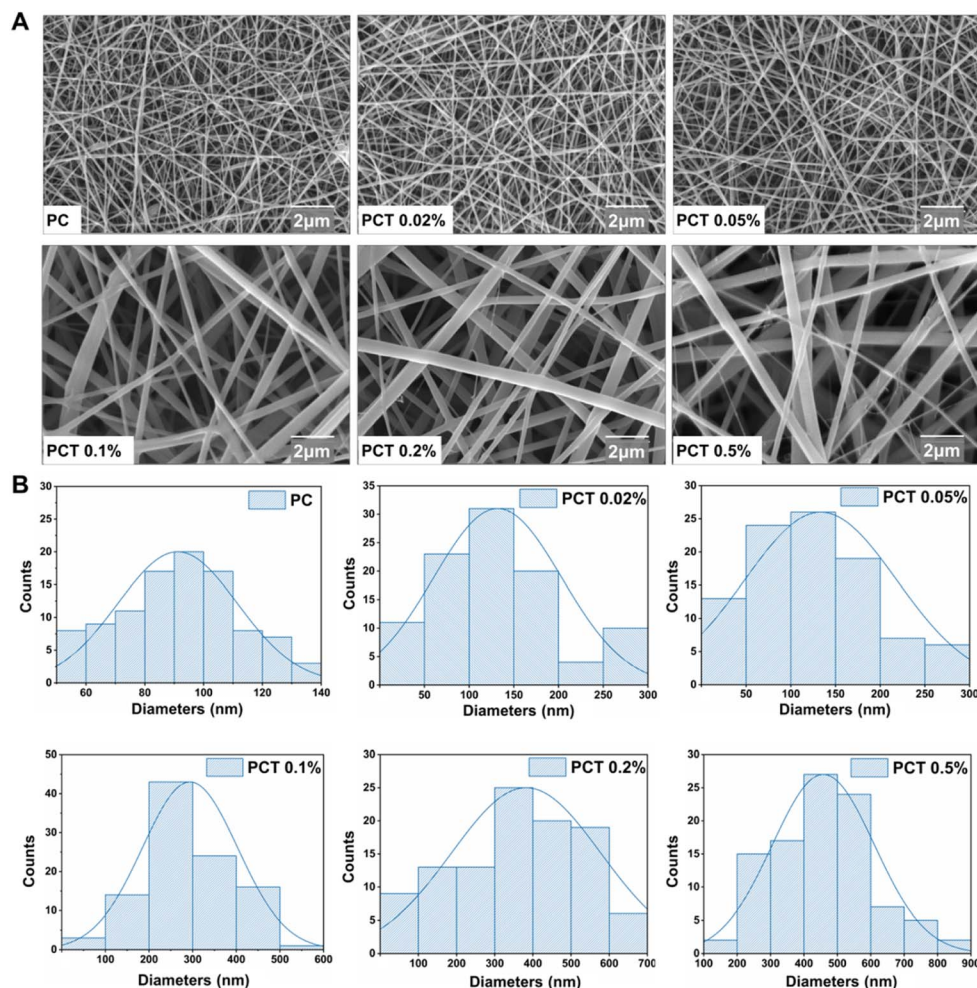 A
PC
2μm
PCT 0.02%
2μm
PCT 0.05%
2μm
PCT 0.1%
2μm
PCT 0.2%
2μm
PCT 0.5%
2μm
B
PC
Counts
30
25
20
15
10
5
0
60 80 100 120 140
Diameters (nm)
PCT 0.02%
Counts
35
30
25
20
15
10
5
0
50 100 150 200 250 300
Diameters (nm)
PCT 0.05%
Counts
30
25
20
15
10
5
0
50 100 150 200 250 300
Diameters (nm)
PCT 0.1%
Counts
50
40
30
20
10
0
100 200 300 400 500 600
Diameters (nm)
PCT 0.2%
Counts
30
25
20
15
10
5
0
100 200 300 400 500 600 700
Diameters (nm)
PCT 0.5%
Counts
30
25
20
15
10
5
0
100 200 300 400 500 600 700 800 900
Diameters (nm)